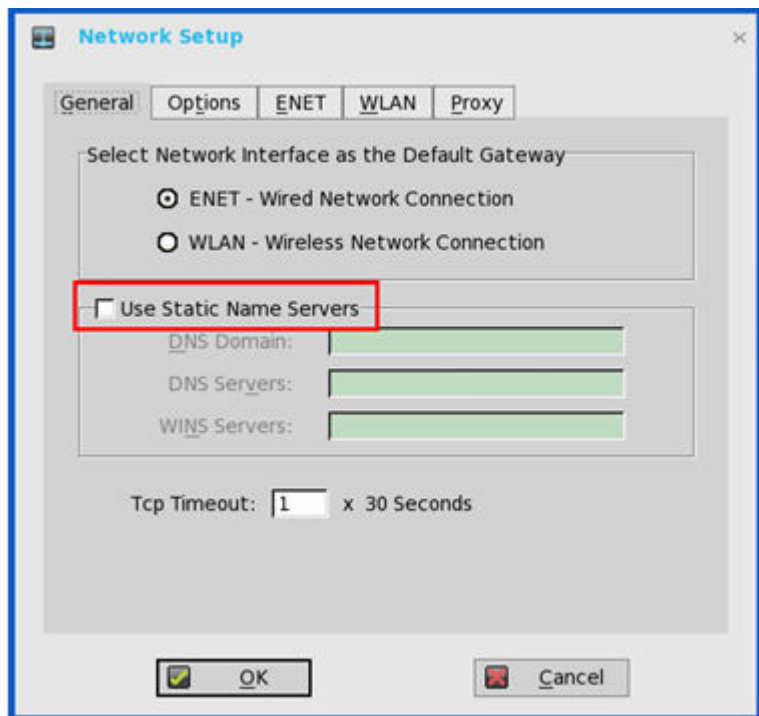 Network Setup
General Options ENET WLAN Proxy
Select Network Interface as the Default Gateway
ENET - Wired Network Connection
WLAN - Wireless Network Connection
Use Static Name Servers
DNS Domain:
DNS Servers:
WINS Servers:
Tcp Timeout: 1 x 30 Seconds
OK Cancel